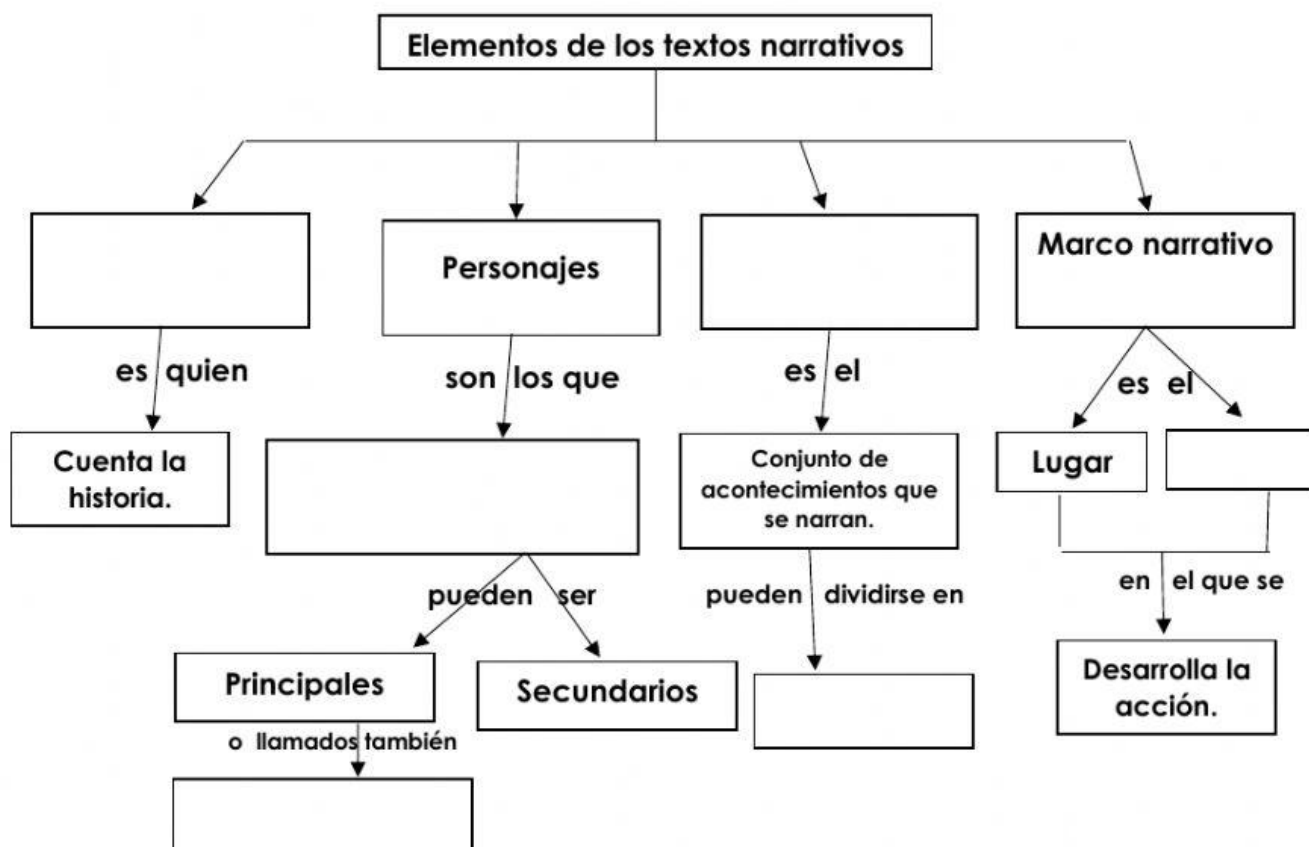 Elementos de los textos narrativos
Personajes
Marco narrativo
es quien
son los que
es el
es el
Cuenta la
historia.
Conjunto de
acontecimientos que
se narran.
Lugar
pueden ser
pueden dividirse en
en el que se
Principales
Secundarios
Desarrolla la
acción.
o llamados también